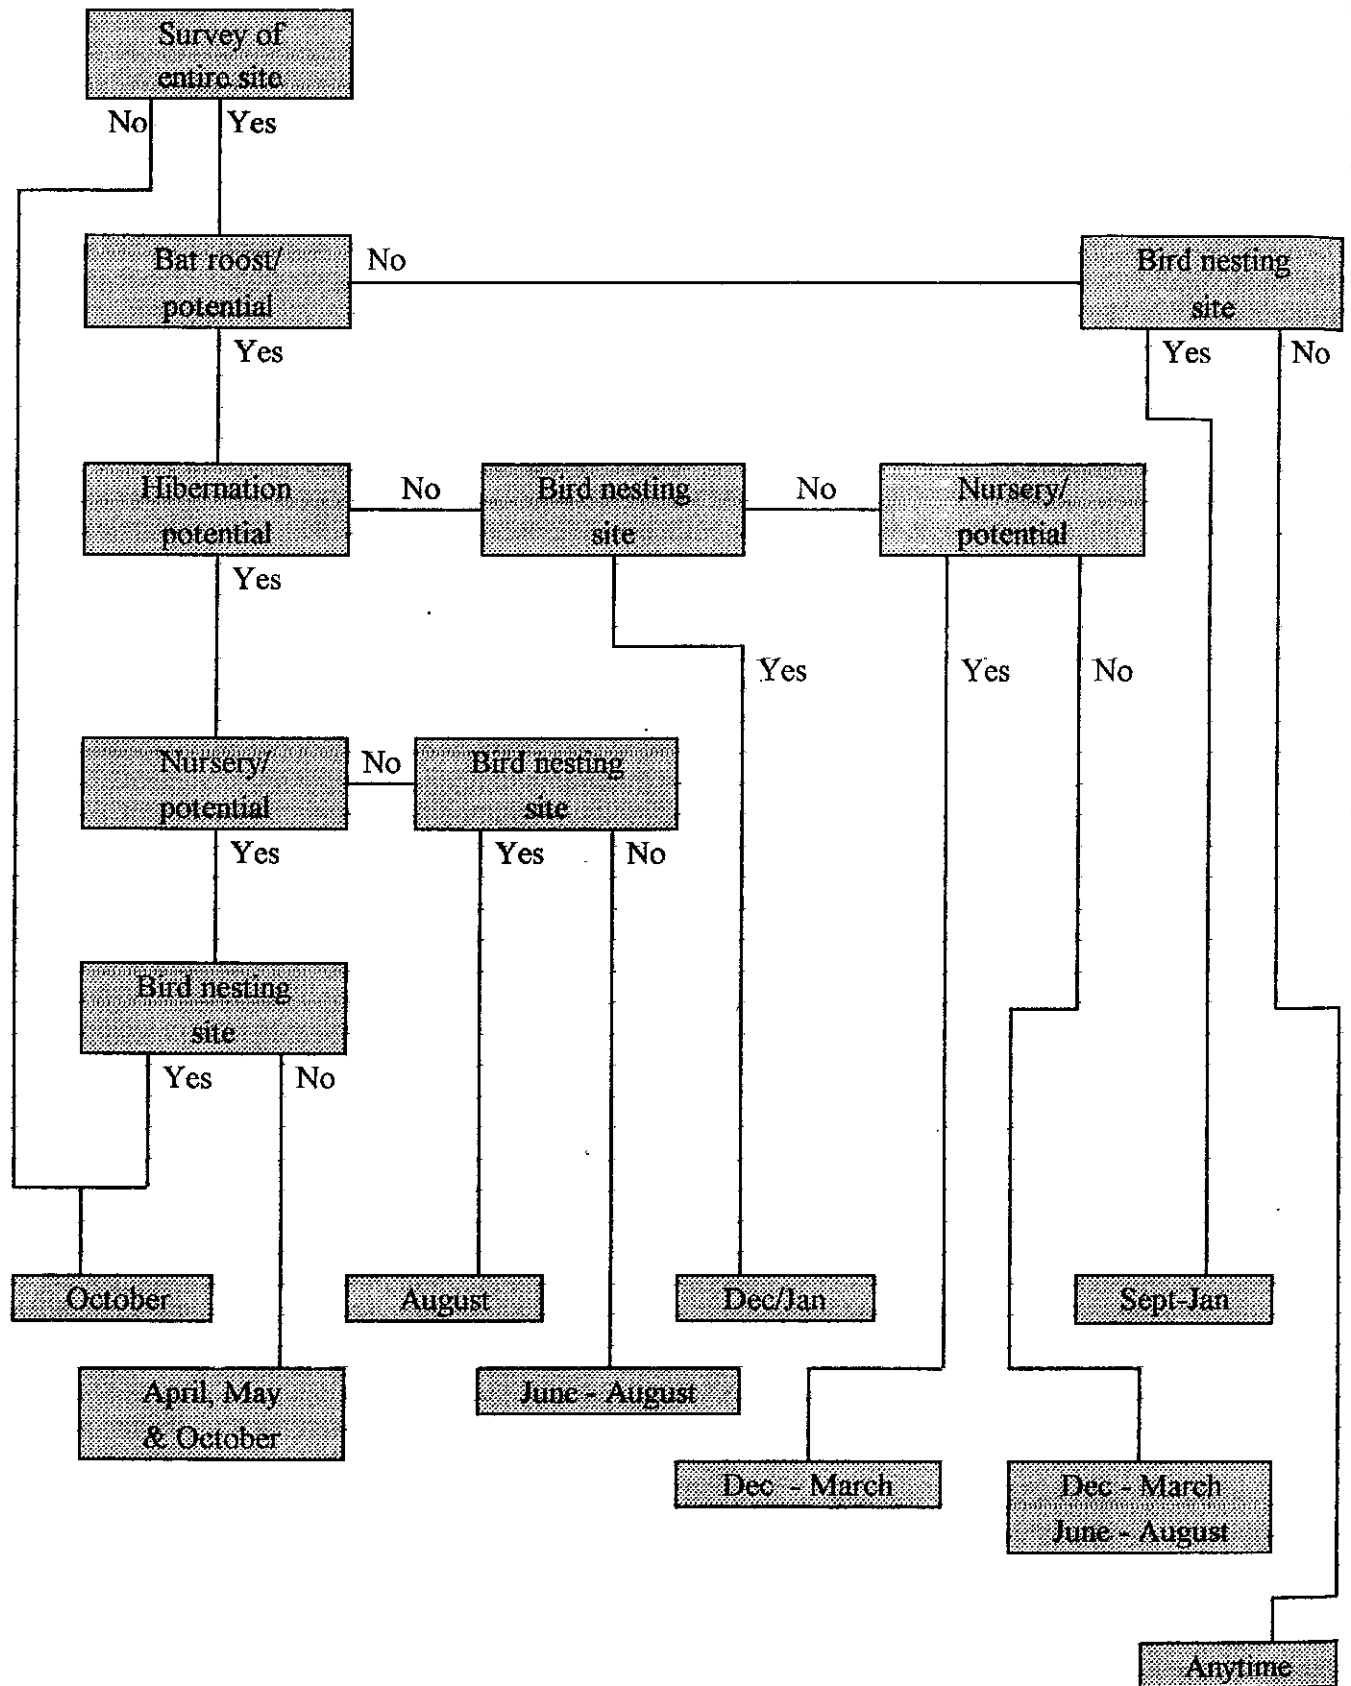 Survey of
entire site
No
Yes
Bat roost/
potential
No
Bird nesting
site
Yes
Yes
No
Hibernation
potential
No
Bird nesting
site
No
Nursery/
potential
Yes
Yes
Yes
No
Nursery/
potential
No
Bird nesting
site
Yes
Yes
No
Bird nesting
site
Yes
No
October
August
Dec/Jan
Sept-Jan
April, May
& October
June - August
Dec - March
Dec - March
June - August
Anytime